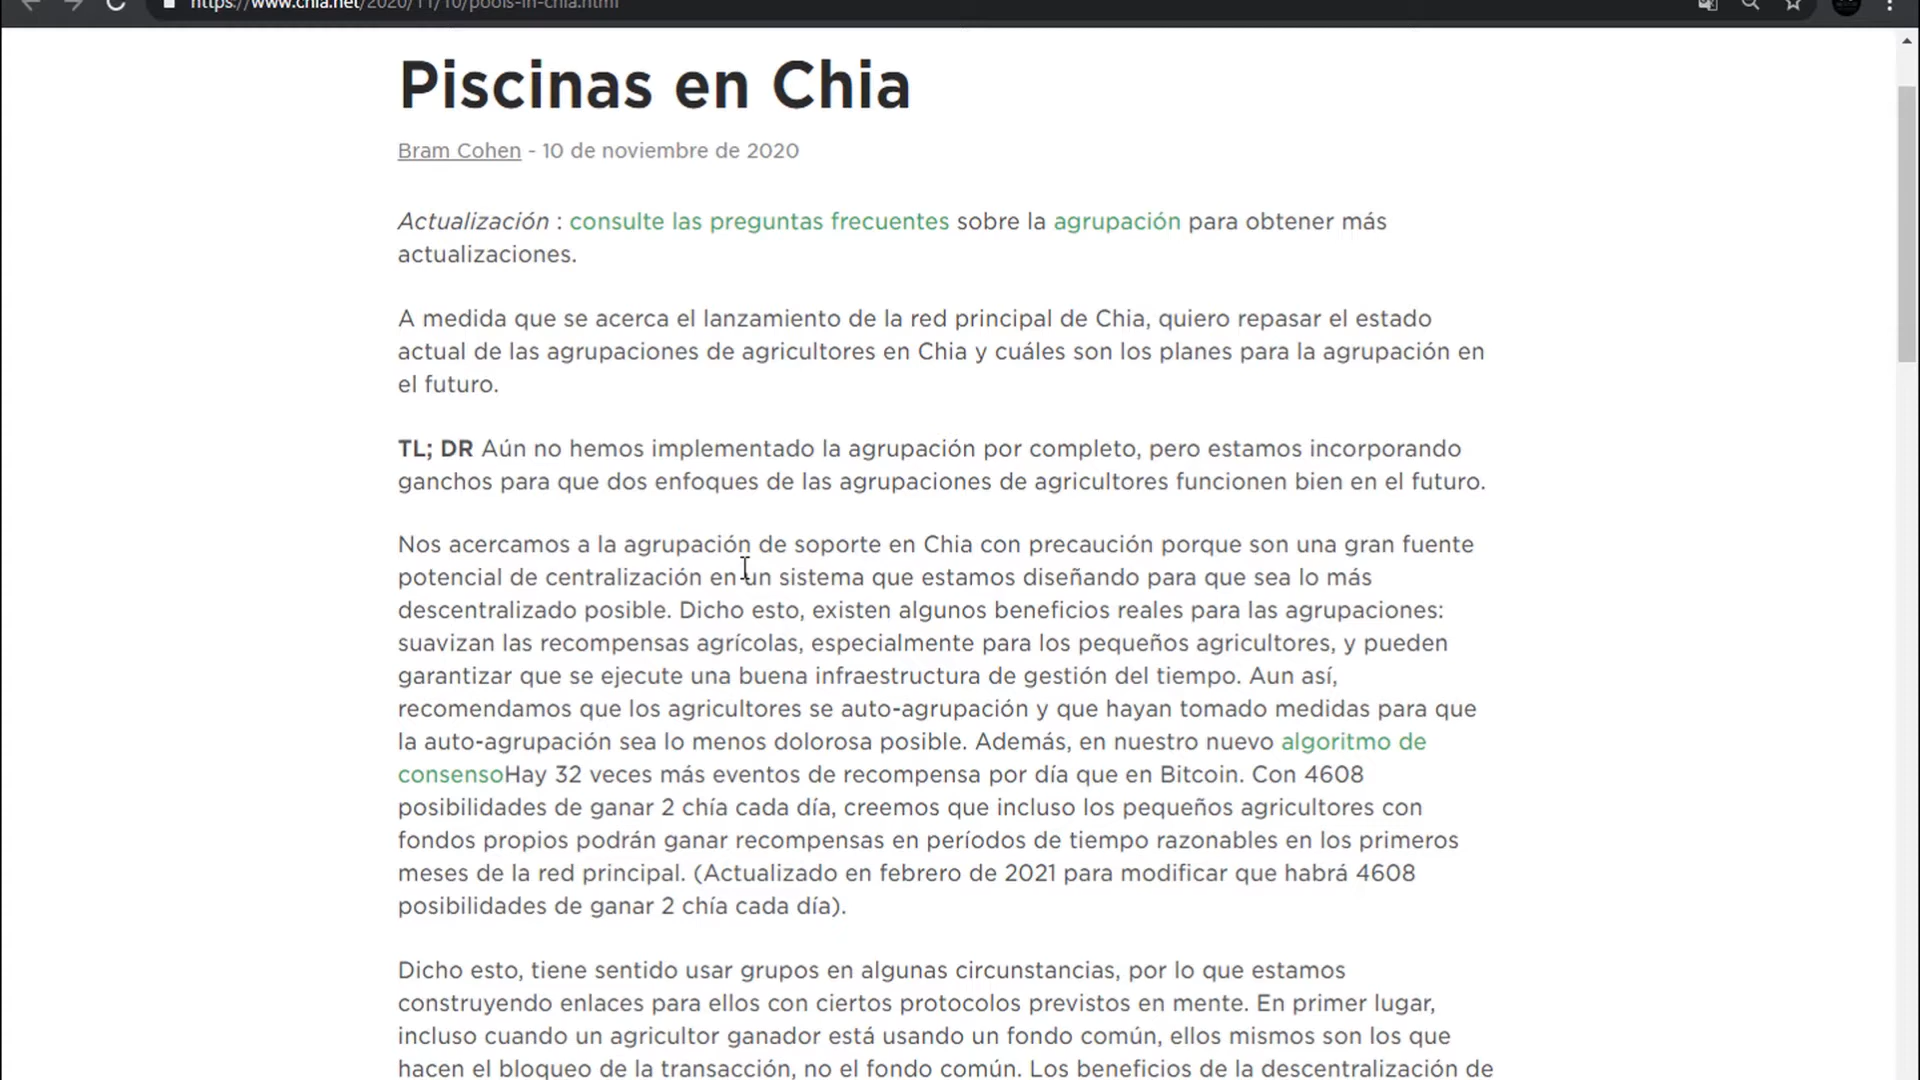 https://www.chia.net/2020/11/10/pools-in-chia.html
Piscinas en Chia
Bram Cohen - 10 de noviembre de 2020
Actualización : consulte las preguntas frecuentes sobre la agrupación para obtener más
actualizaciones.
A medida que se acerca el lanzamiento de la red principal de Chia, quiero repasar el estado
actual de las agrupaciones de agricultores en Chia y cuáles son los planes para la agrupación en
el futuro.
TL; DR Aún no hemos implementado la agrupación por completo, pero estamos incorporando
ganchos para que dos enfoques de las agrupaciones de agricultores funcionen bien en el futuro.
Nos acercamos a la agrupación de soporte en Chia con precaución porque son una gran fuente
potencial de centralización en un sistema que estamos diseñando para que sea lo más
descentralizado posible. Dicho esto, existen algunos beneficios reales para las agrupaciones:
suavizan las recompensas agrícolas, especialmente para los pequeños agricultores, y pueden
garantizar que se ejecute una buena infraestructura de gestión del tiempo. Aun así,
recomendamos que los agricultores se auto-agrupación y que hayan tomado medidas para que
la auto-agrupación sea lo menos dolorosa posible. Además, en nuestro nuevo algoritmo de
consensoHay 32 veces más eventos de recompensa por día que en Bitcoin. Con 4608
posibilidades de ganar 2 chía cada día, creemos que incluso los pequeños agricultores con
fondos propios podrán ganar recompensas en períodos de tiempo razonables en los primeros
meses de la red principal. (Actualizado en febrero de 2021 para modificar que habrá 4608
posibilidades de ganar 2 chía cada día).
Dicho esto, tiene sentido usar grupos en algunas circunstancias, por lo que estamos
construyendo enlaces para ellos con ciertos protocolos previstos en mente. En primer lugar,
incluso cuando un agricultor ganador está usando un fondo común, ellos mismos son los que
hacen el bloqueo de la transacción, no el fondo común. Los beneficios de la descentralización de